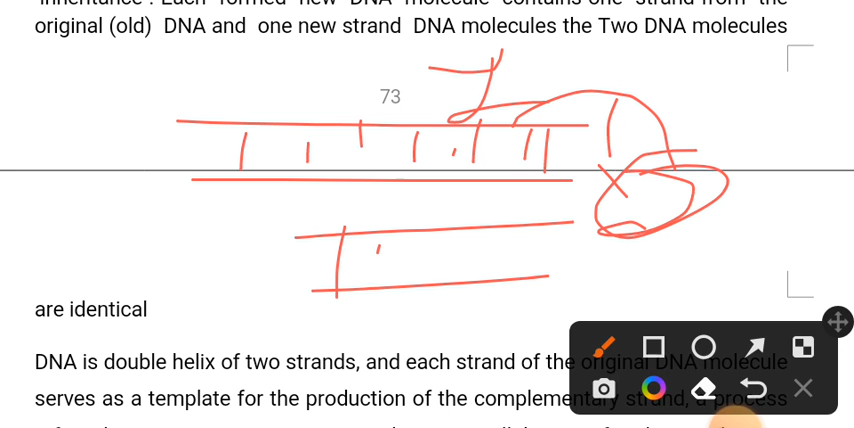 original (old) DNA and one new strand DNA molecules the Two DNA molecules
73
are identical
DNA is double helix of two strands, and each strand of the original DNA molecule
serves as a template for the production of the complementary strand, a process